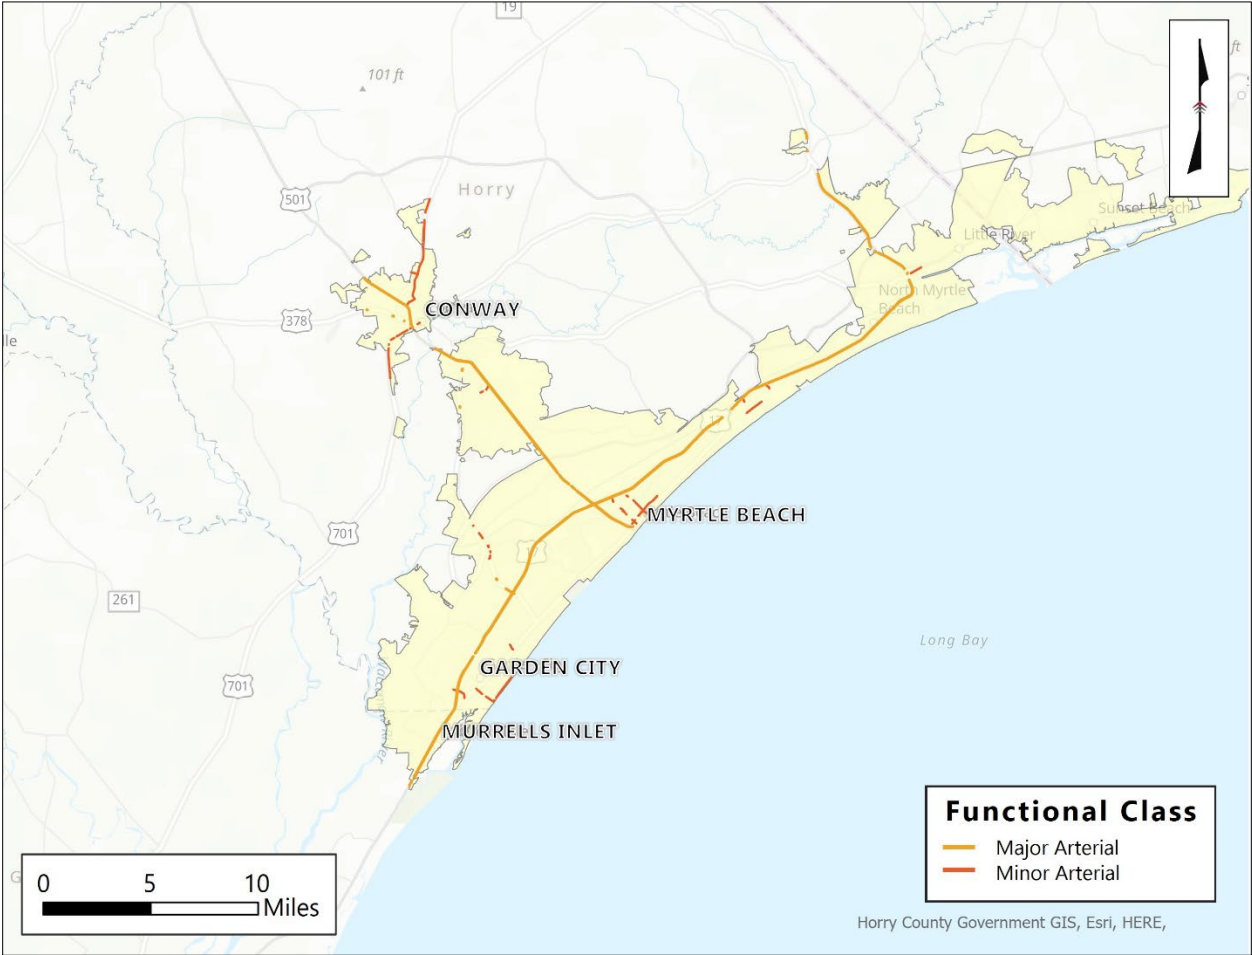 19
ft
101 ft
501
Horry
Sunset Beach
Little River
North Myrtle
Beach
CONWAY
378
lle
17
MYRTLE BEACH
701
17
261
Long Bay
GARDEN CITY
701
MURRELLS INLET
Functional Class
Major Arterial
Minor Arterial
0 5 10
Miles
G
Horry County Government GIS, Esri, HERE,